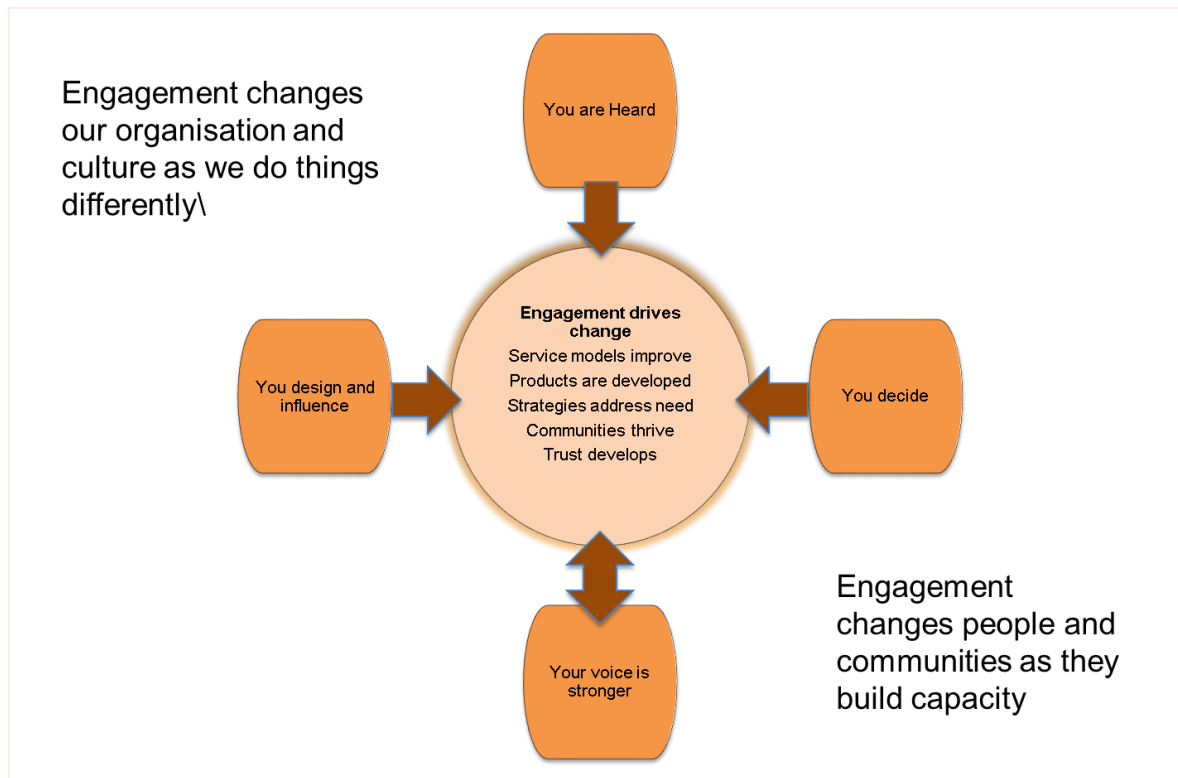 Engagement changes
our organisation and
culture as we do things
differently\
You are Heard
Engagement drives
change
Service models improve
Products are developed
Strategies address need
Communities thrive
Trust develops
You design and
influence
You decide
Your voice is
stronger
Engagement
changes people and
communities as they
build capacity